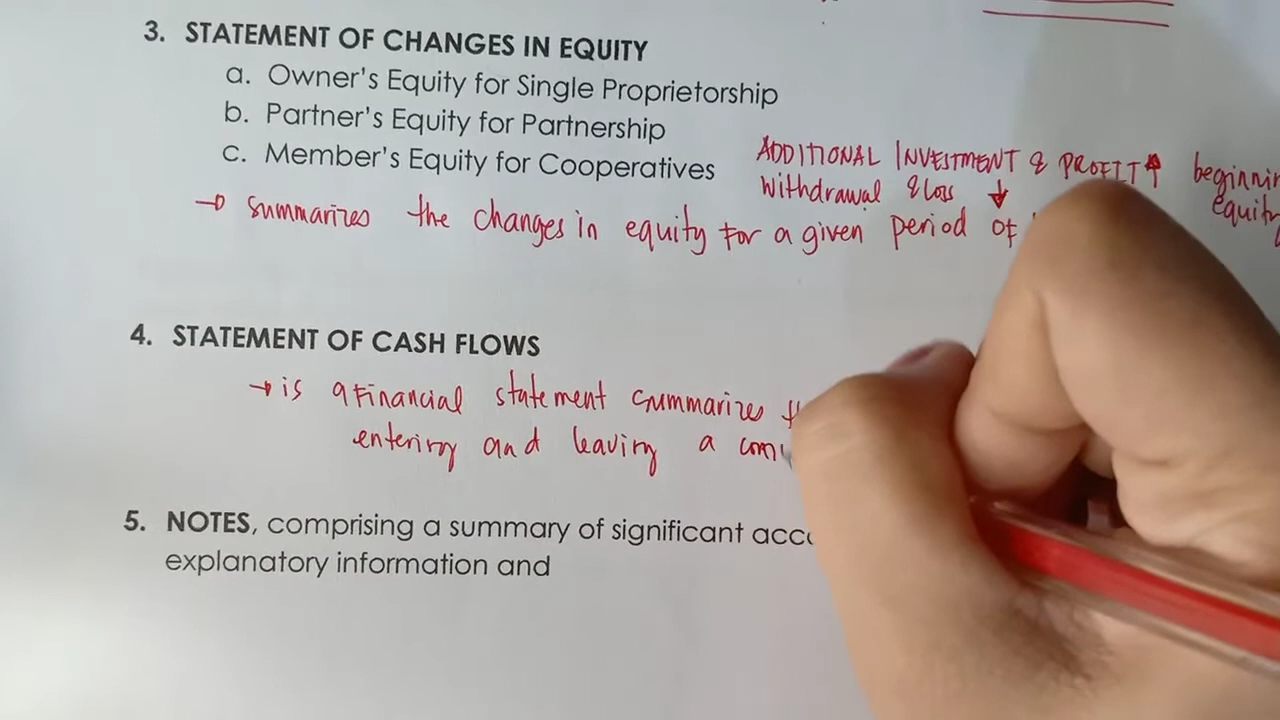 3. STATEMENT OF CHANGES IN EQUITY
a. Owner's Equity for Single Proprietorship
b. Partner's Equity for Partnership
c. Member's Equity for Cooperatives
ADDITIONAL INVESTMENT & PROFIT ↑
withdrawal & loss ↓
→ summarizes the changes in equity for a given period of
4. STATEMENT OF CASH FLOWS
→ is a financial statement summarizes
entering and leaving a
5. NOTES, comprising a summary of significant
explanatory information and